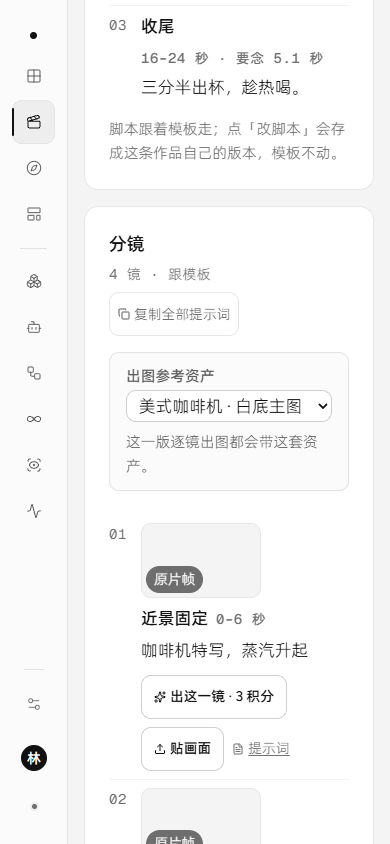 03 收尾
16-24 秒 · 要念 5.1 秒
三分半出杯，趁热喝。
脚本跟着模板走；点「改脚本」会存
成这条作品自己的版本，模板不动。
分镜
4 镜 · 跟模板
复制全部提示词
出图参考资产
美式咖啡机 · 白底主图
这一版逐镜出图都会带这套资
产。
01
原片帧
近景固定 0-6 秒
咖啡机特写，蒸汽升起
出这一镜 · 3 积分
贴画面 提示词
02
原片帧
林